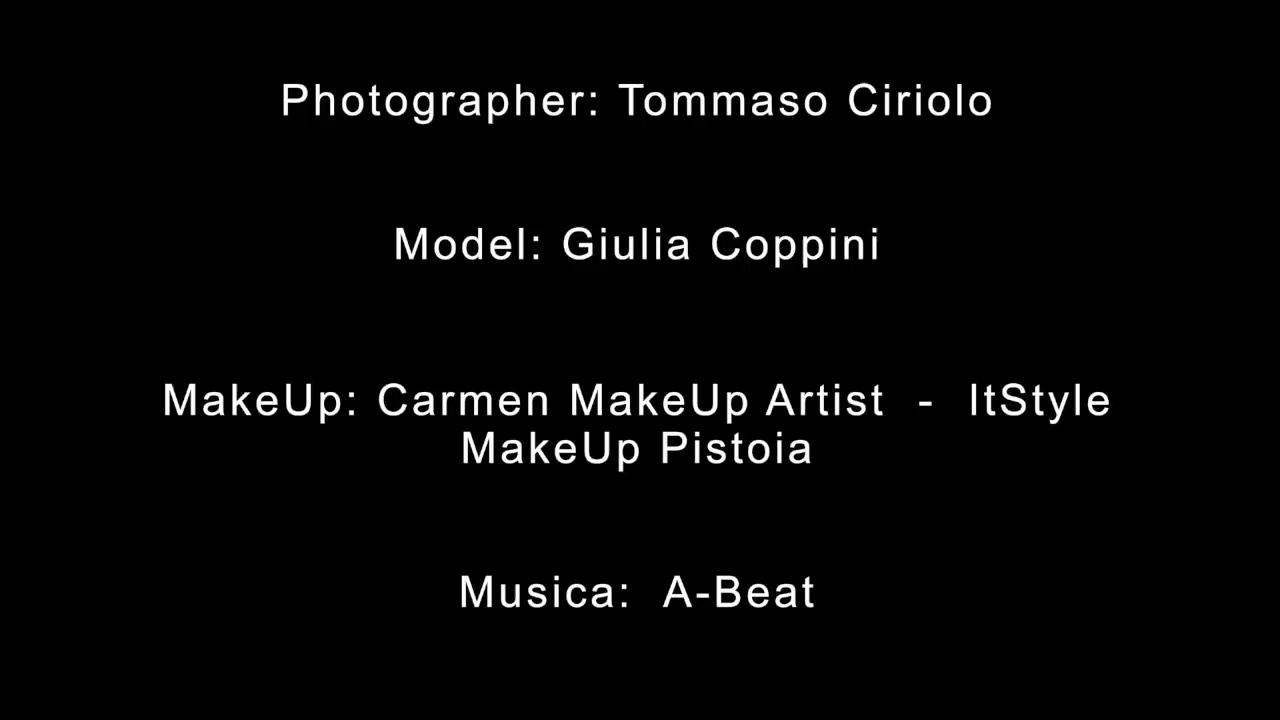 Photographer: Tommaso Ciriolo
Model: Giulia Coppini
MakeUp: Carmen MakeUp Artist  -  ItStyle
MakeUp Pistoia
Musica:  A-Beat